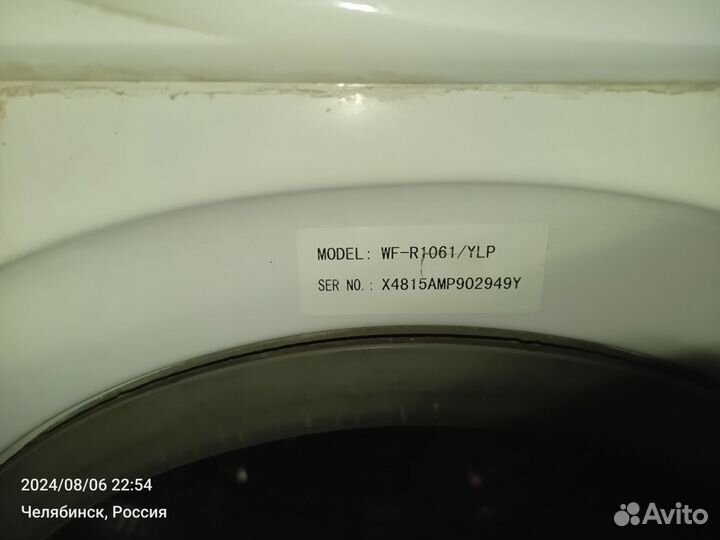 MODEL: WF-R1061/YLP
SER NO.: X4815AMP902949Y
2024/08/06 22:54
Челябинск, Россия
Avito